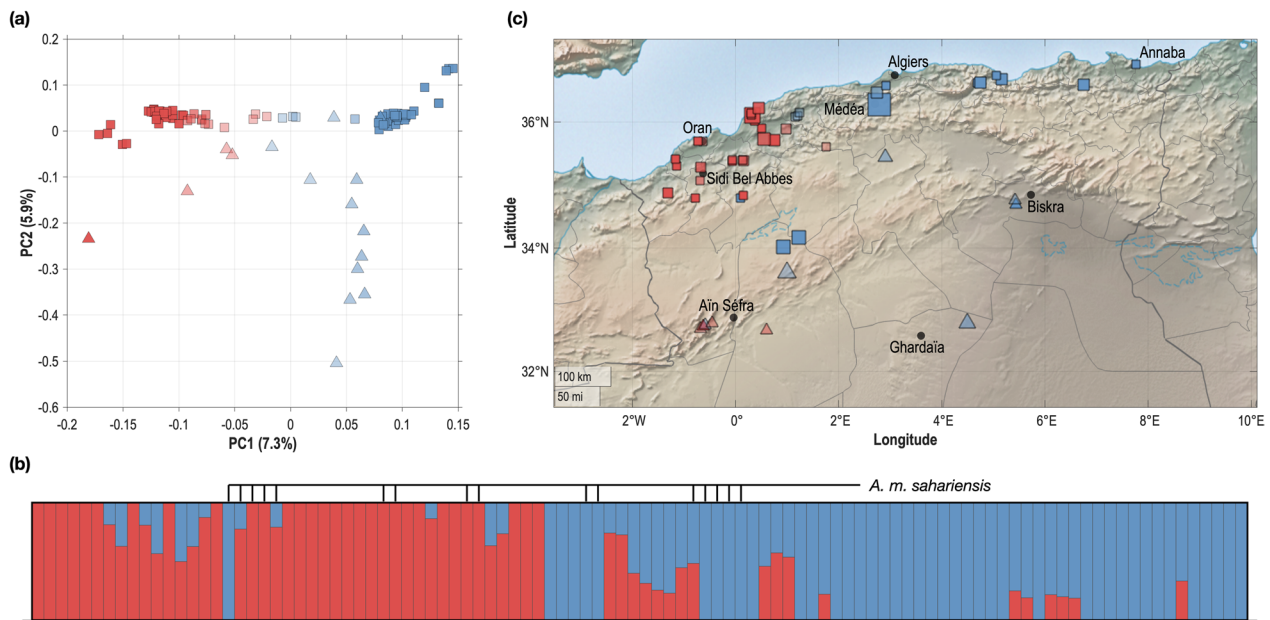 (a)
0.2
0.1
0
-0.1
-0.2
-0.3
-0.4
-0.5
-0.6
PC2 (5.9%)
-0.2 -0.15 -0.1 -0.05 0 0.05 0.1 0.15
PC1 (7.3%)
(c)
Annaba
Algiers
Médéa
Oran
Sidi Bel Abbes
Biskra
Aïn Séfra
Ghardaïa
36°N
34°N
32°N
Latitude
100 km
50 mi
2°W 0° 2°E 4°E 6°E 8°E 10°E
Longitude
(b)
A. m. sahariensis